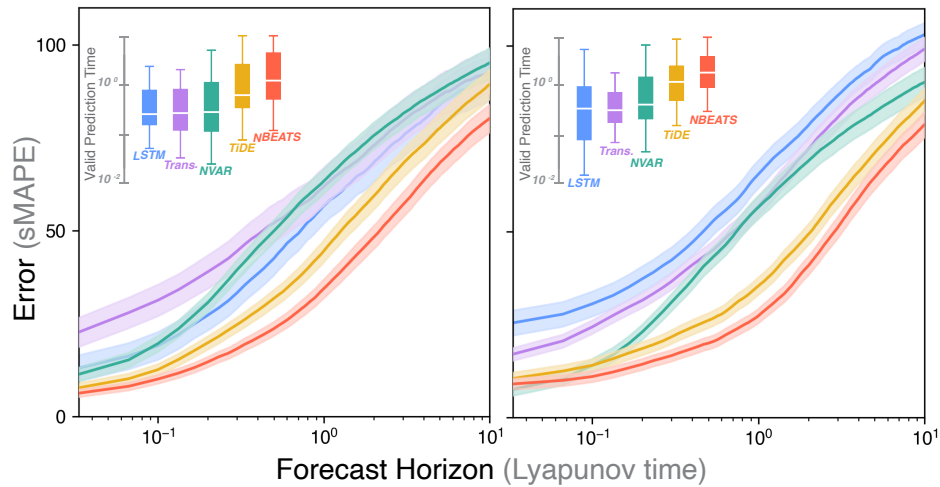 100
50
0
Error (sMAPE)
Valid Prediction Time
10⁰
10⁻²
LSTM
Trans.
NVAR
TiDE
NBEATS
10⁻¹
10⁰
10¹
Valid Prediction Time
10⁰
10⁻²
LSTM
Trans.
NVAR
TiDE
NBEATS
10⁻¹
10⁰
10¹
Forecast Horizon (Lyapunov time)